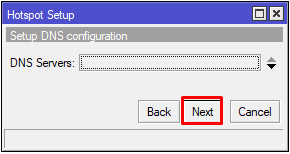 Hotspot Setup
Setup DNS configuration
DNS Servers:
Back Next Cancel